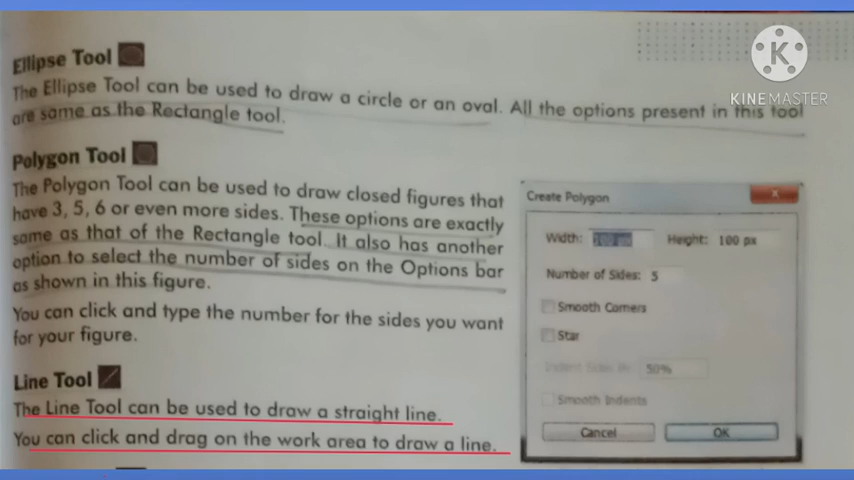 KINEMASTER
Ellipse Tool
The Ellipse Tool can be used to draw a circle or an oval. All the options present in this tool
are same as the Rectangle tool.
Polygon Tool
The Polygon Tool can be used to draw closed figures that
have 3, 5, 6 or even more sides. These options are exactly
same as that of the Rectangle tool. It also has another
option to select the number of sides on the Options bar
as shown in this figure.
You can click and type the number for the sides you want
for your figure.
Create Polygon
Width: 100 px Height: 100 px
Number of Sides: 5
Smooth Corners
Star
Indent Sides By: 50%
Smooth Indents
Cancel OK
Line Tool
The Line Tool can be used to draw a straight line.
You can click and drag on the work area to draw a line.